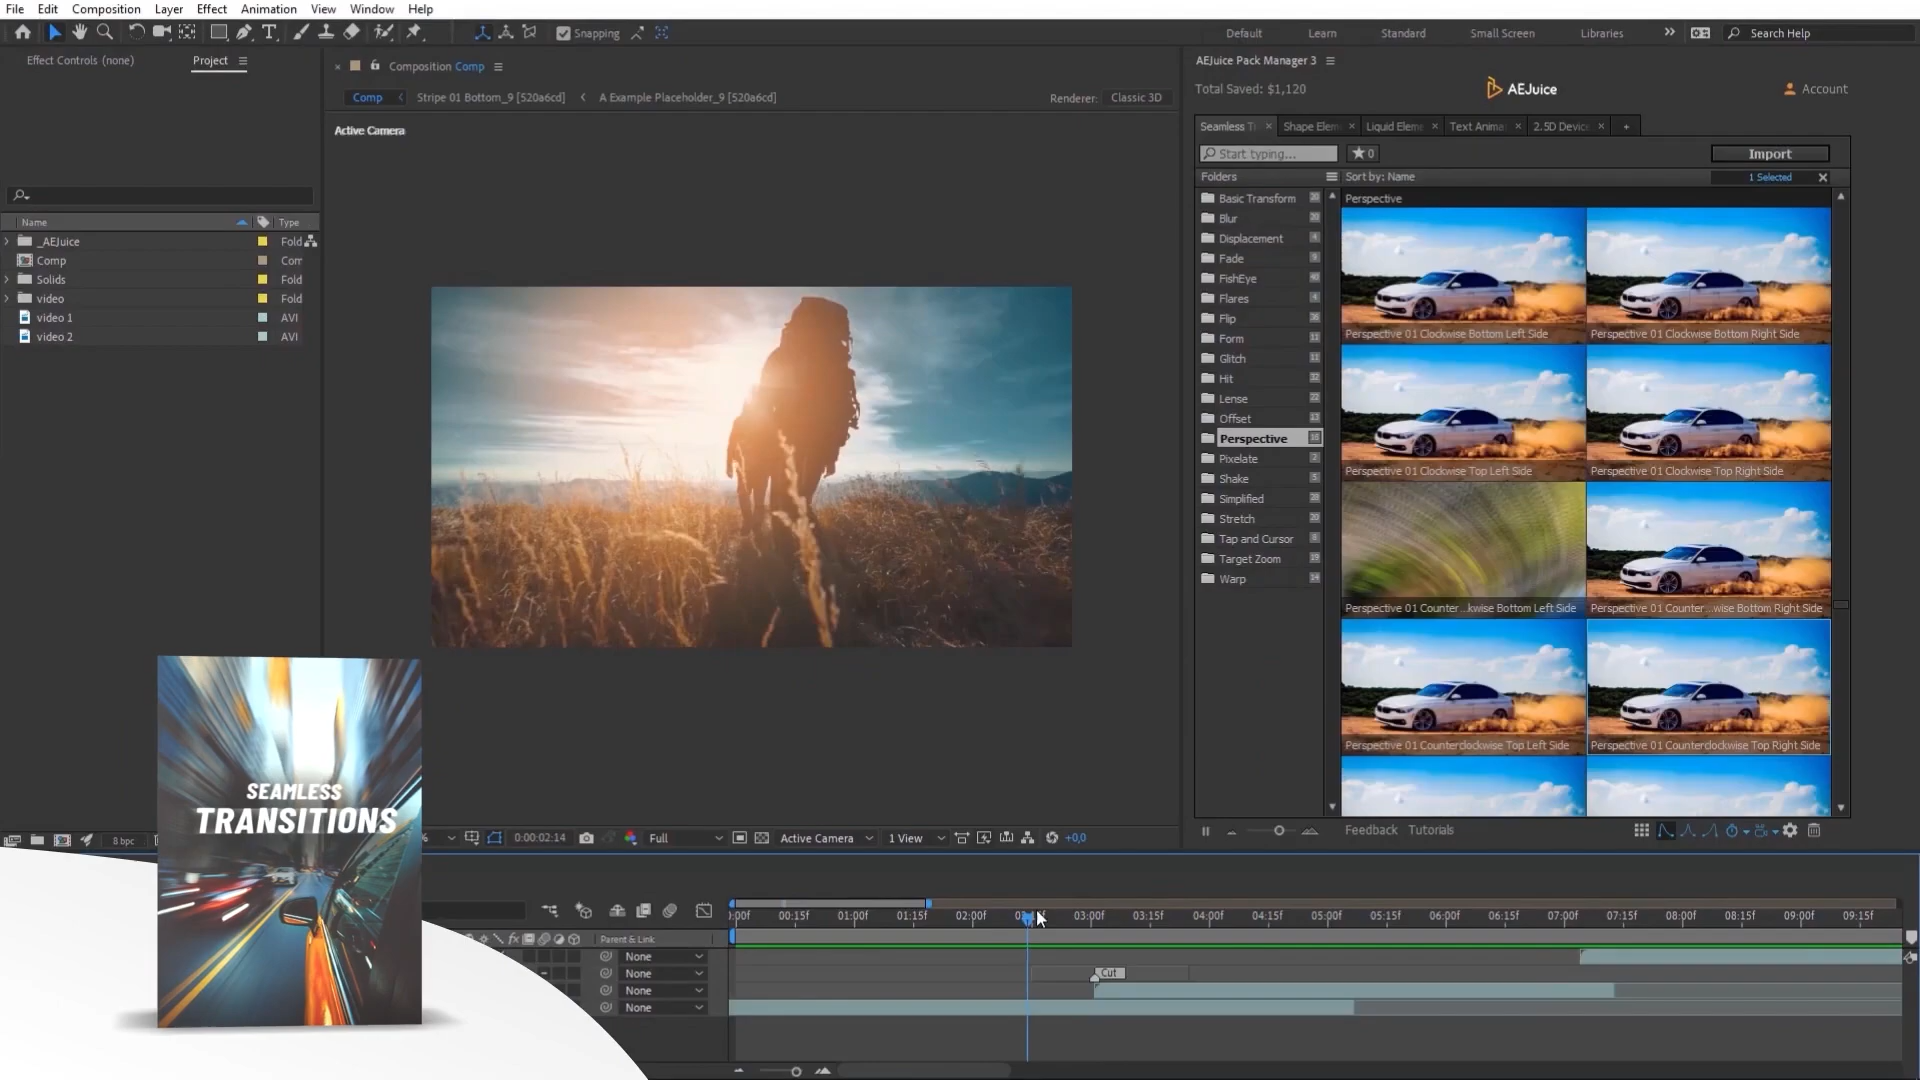 File Edit Composition Layer Effect Animation View Window Help
Snapping
Default Learn Standard Small Screen Libraries Search Help
Effect Controls (none) Project
Composition Comp
Comp Stripe 01 Bottom_9 [520a6cd] A Example Placeholder_9 [520a6cd]
Renderer: Classic 3D
Active Camera
Name Type
_AEJuice Fold
Comp Com
Solids Fold
video Fold
video 1 AVI
video 2 AVI
AEJuice Pack Manager 3
Total Saved: $1,120 AEJuice Account
Seamless T Shape Elem Liquid Eleme Text Anima 2.5D Device +
Start typing... 0 Import
Folders Sort by: Name 1 Selected
Basic Transform
Blur
Displacement
Fade
FishEye
Flares
Flip
Form
Glitch
Hit
Lense
Offset
Perspective
Pixelate
Shake
Simplified
Stretch
Tap and Cursor
Target Zoom
Warp
Perspective
Perspective 01 Clockwise Bottom Left Side Perspective 01 Clockwise Bottom Right Side
Perspective 01 Clockwise Top Left Side Perspective 01 Clockwise Top Right Side
Perspective 01 Counter...kwise Bottom Left Side Perspective 01 Counter...wise Bottom Right Side
Perspective 01 Counterclockwise Top Left Side Perspective 01 Counterclockwise Top Right Side
Feedback Tutorials
8 bpc
% 0:00:02:14 Full Active Camera 1 View +0,0
SEAMLESS
TRANSITIONS
:00f 00:15f 01:00f 01:15f 02:00f 03:00f 03:15f 04:00f 04:15f 05:00f 05:15f 06:00f 06:15f 07:00f 07:15f 08:00f 08:15f 09:00f 09:15f
fx Parent & Link
None
None Cut
None
None